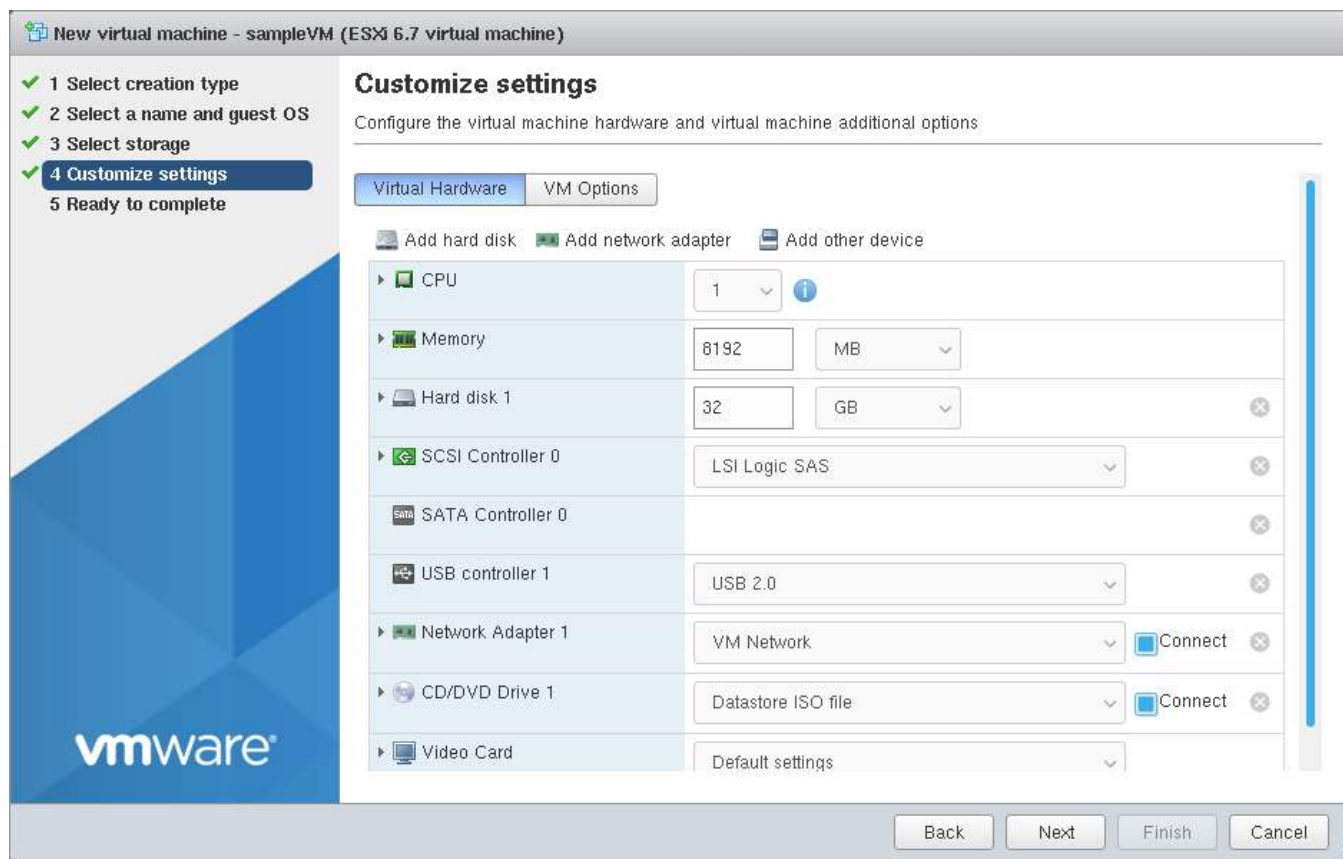 New virtual machine - sampleVM (ESXi 6.7 virtual machine)
1 Select creation type
2 Select a name and guest OS
3 Select storage
4 Customize settings
5 Ready to complete
vmware®
Customize settings
Configure the virtual machine hardware and virtual machine additional options
Virtual Hardware VM Options
Add hard disk Add network adapter Add other device
CPU 1 i
Memory 8192 MB
Hard disk 1 32 GB
SCSI Controller 0 LSI Logic SAS
SATA SATA Controller 0
USB controller 1 USB 2.0
Network Adapter 1 VM Network Connect
CD/DVD Drive 1 Datastore ISO file Connect
Video Card Default settings
Back Next Finish Cancel